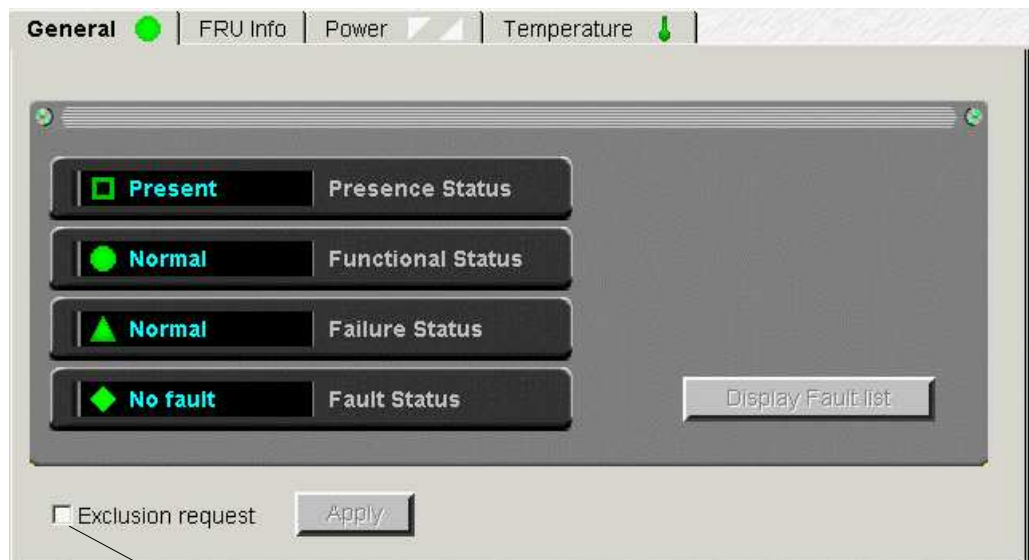 General FRU Info Power Temperature
Present Presence Status
Normal Functional Status
Normal Failure Status
No fault Fault Status
Display Fault list
Exclusion request Apply